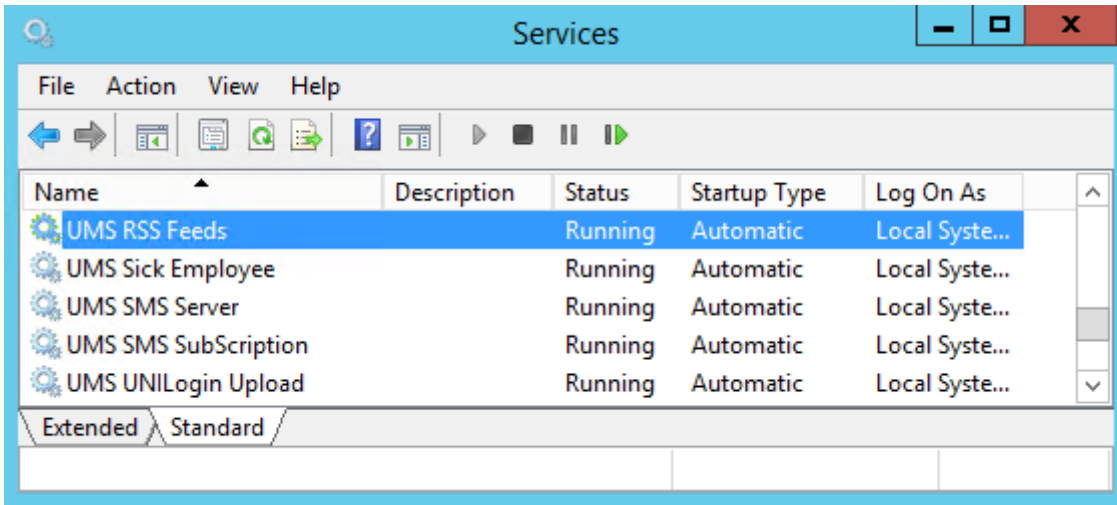 Services
File Action View Help
Name Description Status Startup Type Log On As
UMS RSS Feeds Running Automatic Local Syste...
UMS Sick Employee Running Automatic Local Syste...
UMS SMS Server Running Automatic Local Syste...
UMS SMS SubScription Running Automatic Local Syste...
UMS UNILogin Upload Running Automatic Local Syste...
Extended Standard